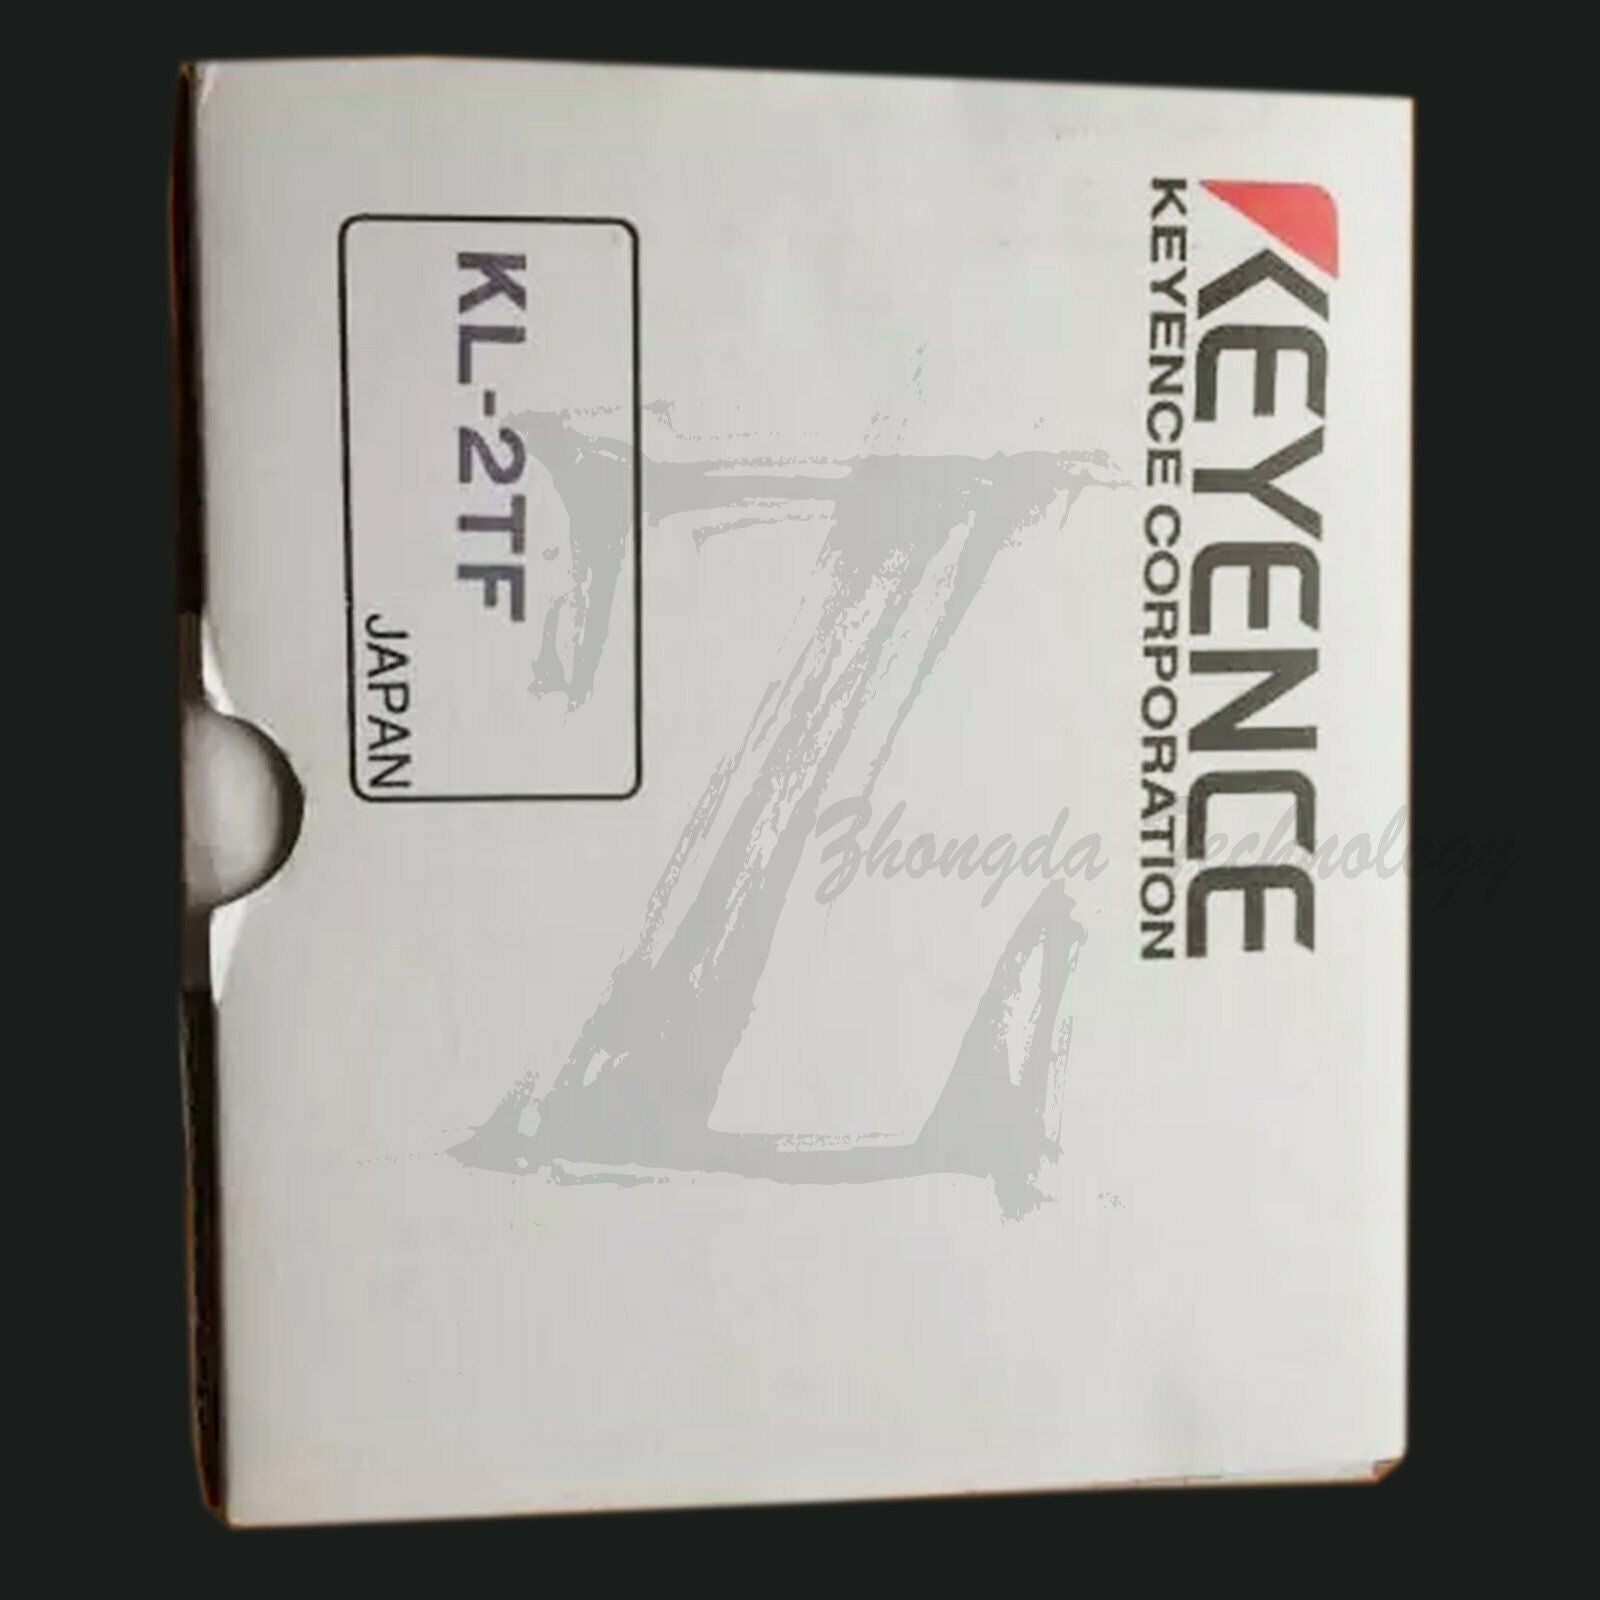 KEYENCE
KEYENCE CORPORATION
KL-2TF
JAPAN
Z
Zhongda Technology